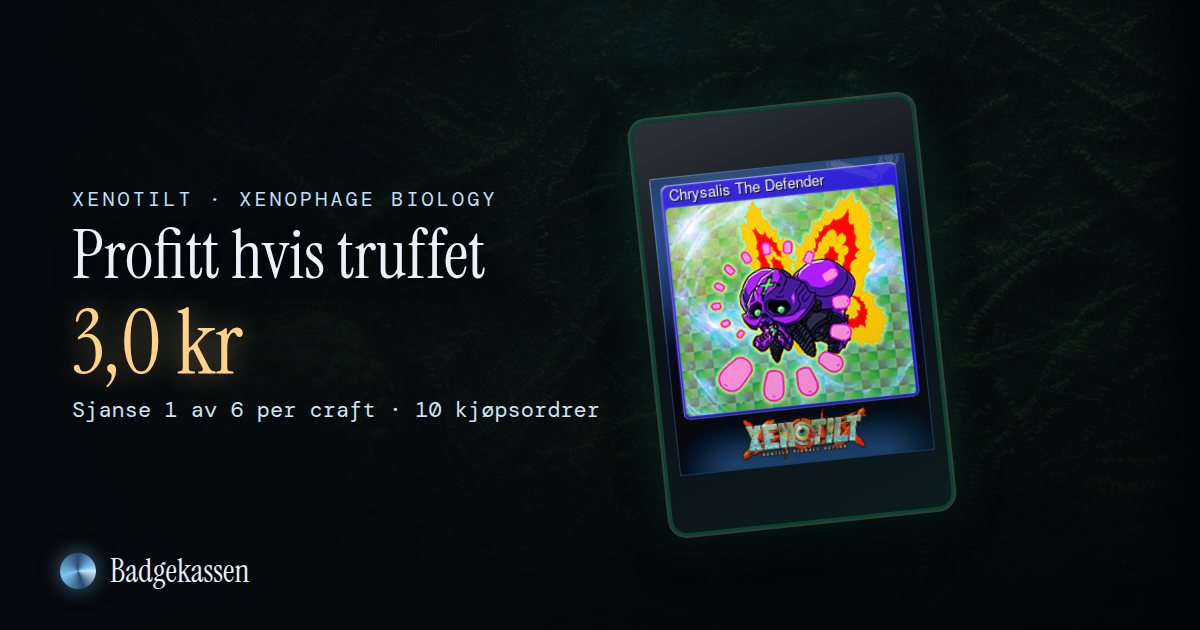 XENOTILT · XENOPHAGE BIOLOGY
Profitt hvis truffet
3,0 kr
Sjanse 1 av 6 per craft · 10 kjøpsordrer
Badgekassen
Chrysalis The Defender
XENOTILT